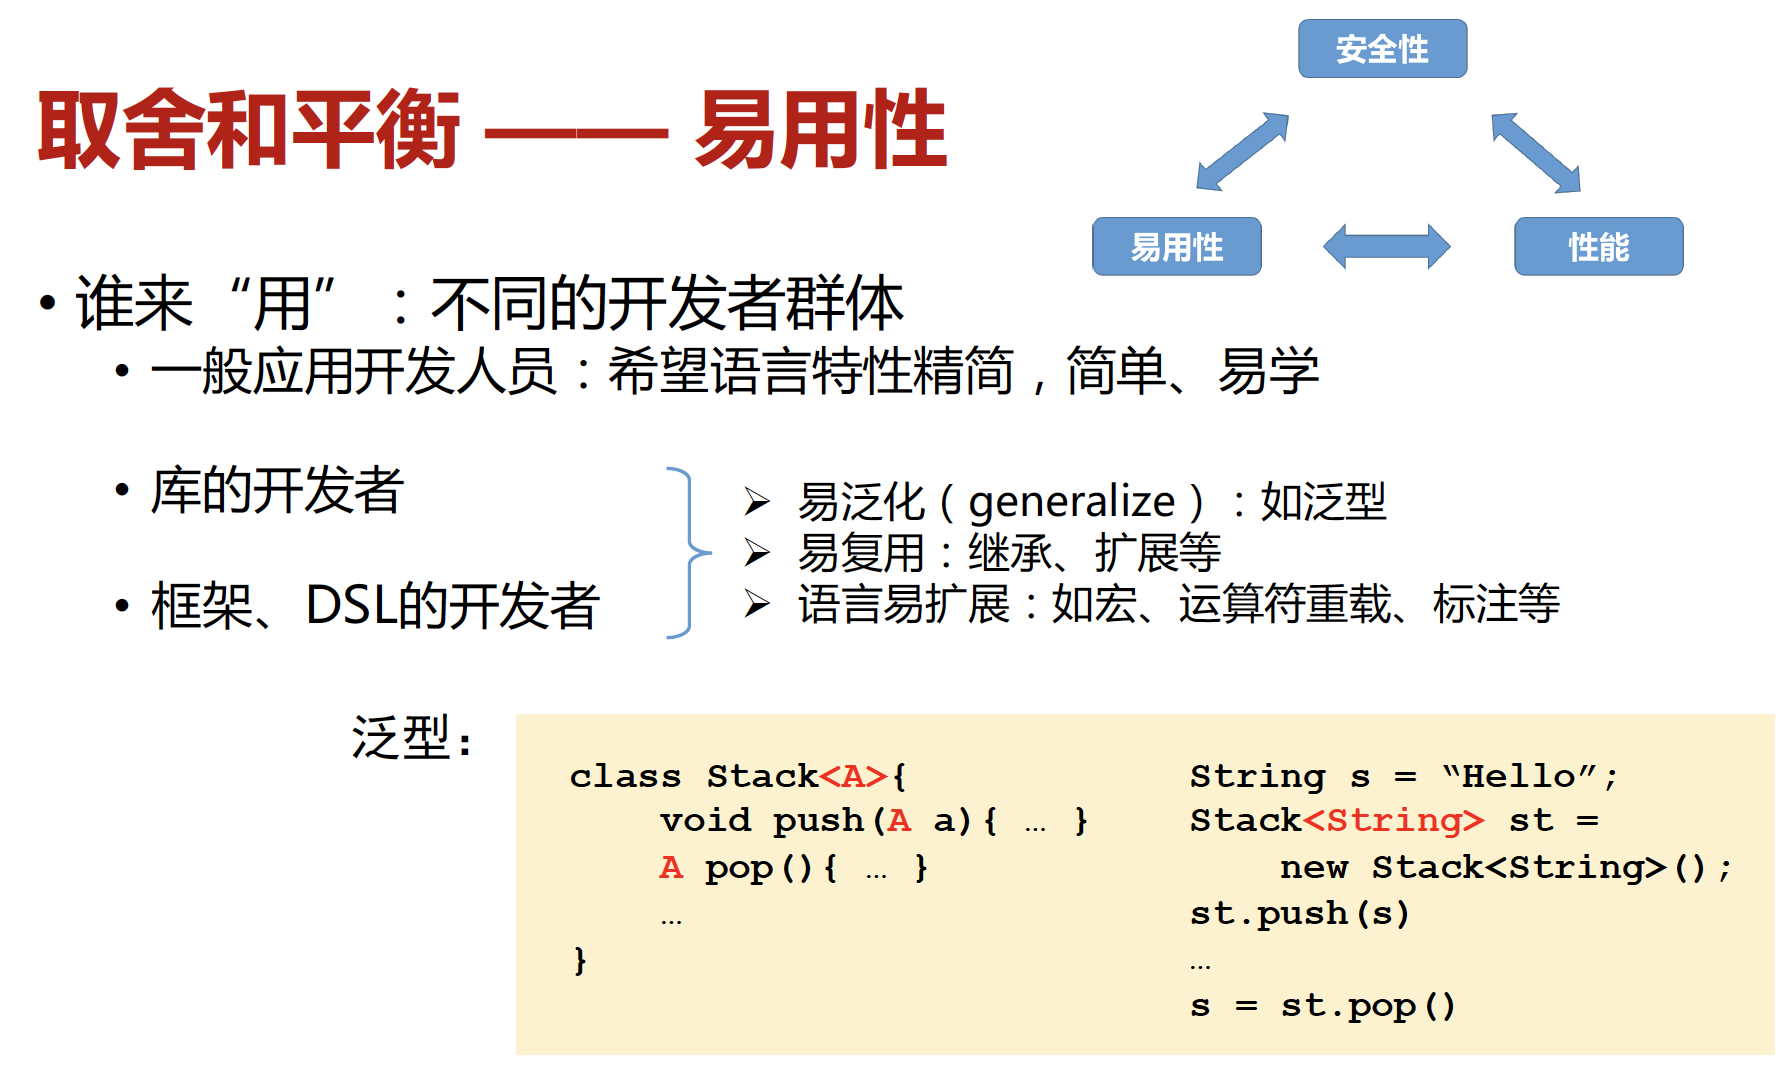 安全性
取舍和平衡 —— 易用性
易用性
性能
• 谁来“用”：不同的开发者群体
• 一般应用开发人员：希望语言特性精简，简单、易学
• 库的开发者
• 框架、DSL的开发者
➢ 易泛化（generalize）：如泛型
➢ 易复用：继承、扩展等
➢ 语言易扩展：如宏、运算符重载、标注等
泛型：
class Stack<A>{
void push(A a){ … }
A pop(){ … }
…
}
String s = “Hello”;
Stack<String> st =
new Stack<String>();
st.push(s)
…
s = st.pop()